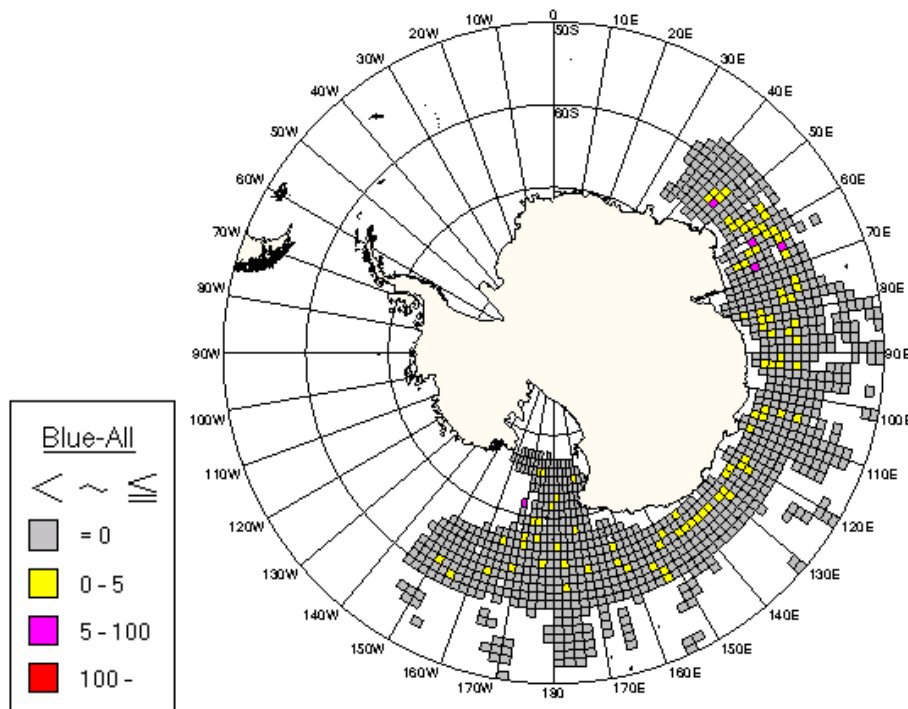 0
10W
10E
50S
20W
20E
30W
30E
40W
40E
50W
50E
60S
60W
60E
70W
70E
80W
80E
90W
90E
100W
100E
110W
110E
120W
120E
130W
130E
140W
140E
150W
150E
160W
160E
170W
170E
180
Blue-All
< ~ ≦
= 0
0 - 5
5 - 100
100 -